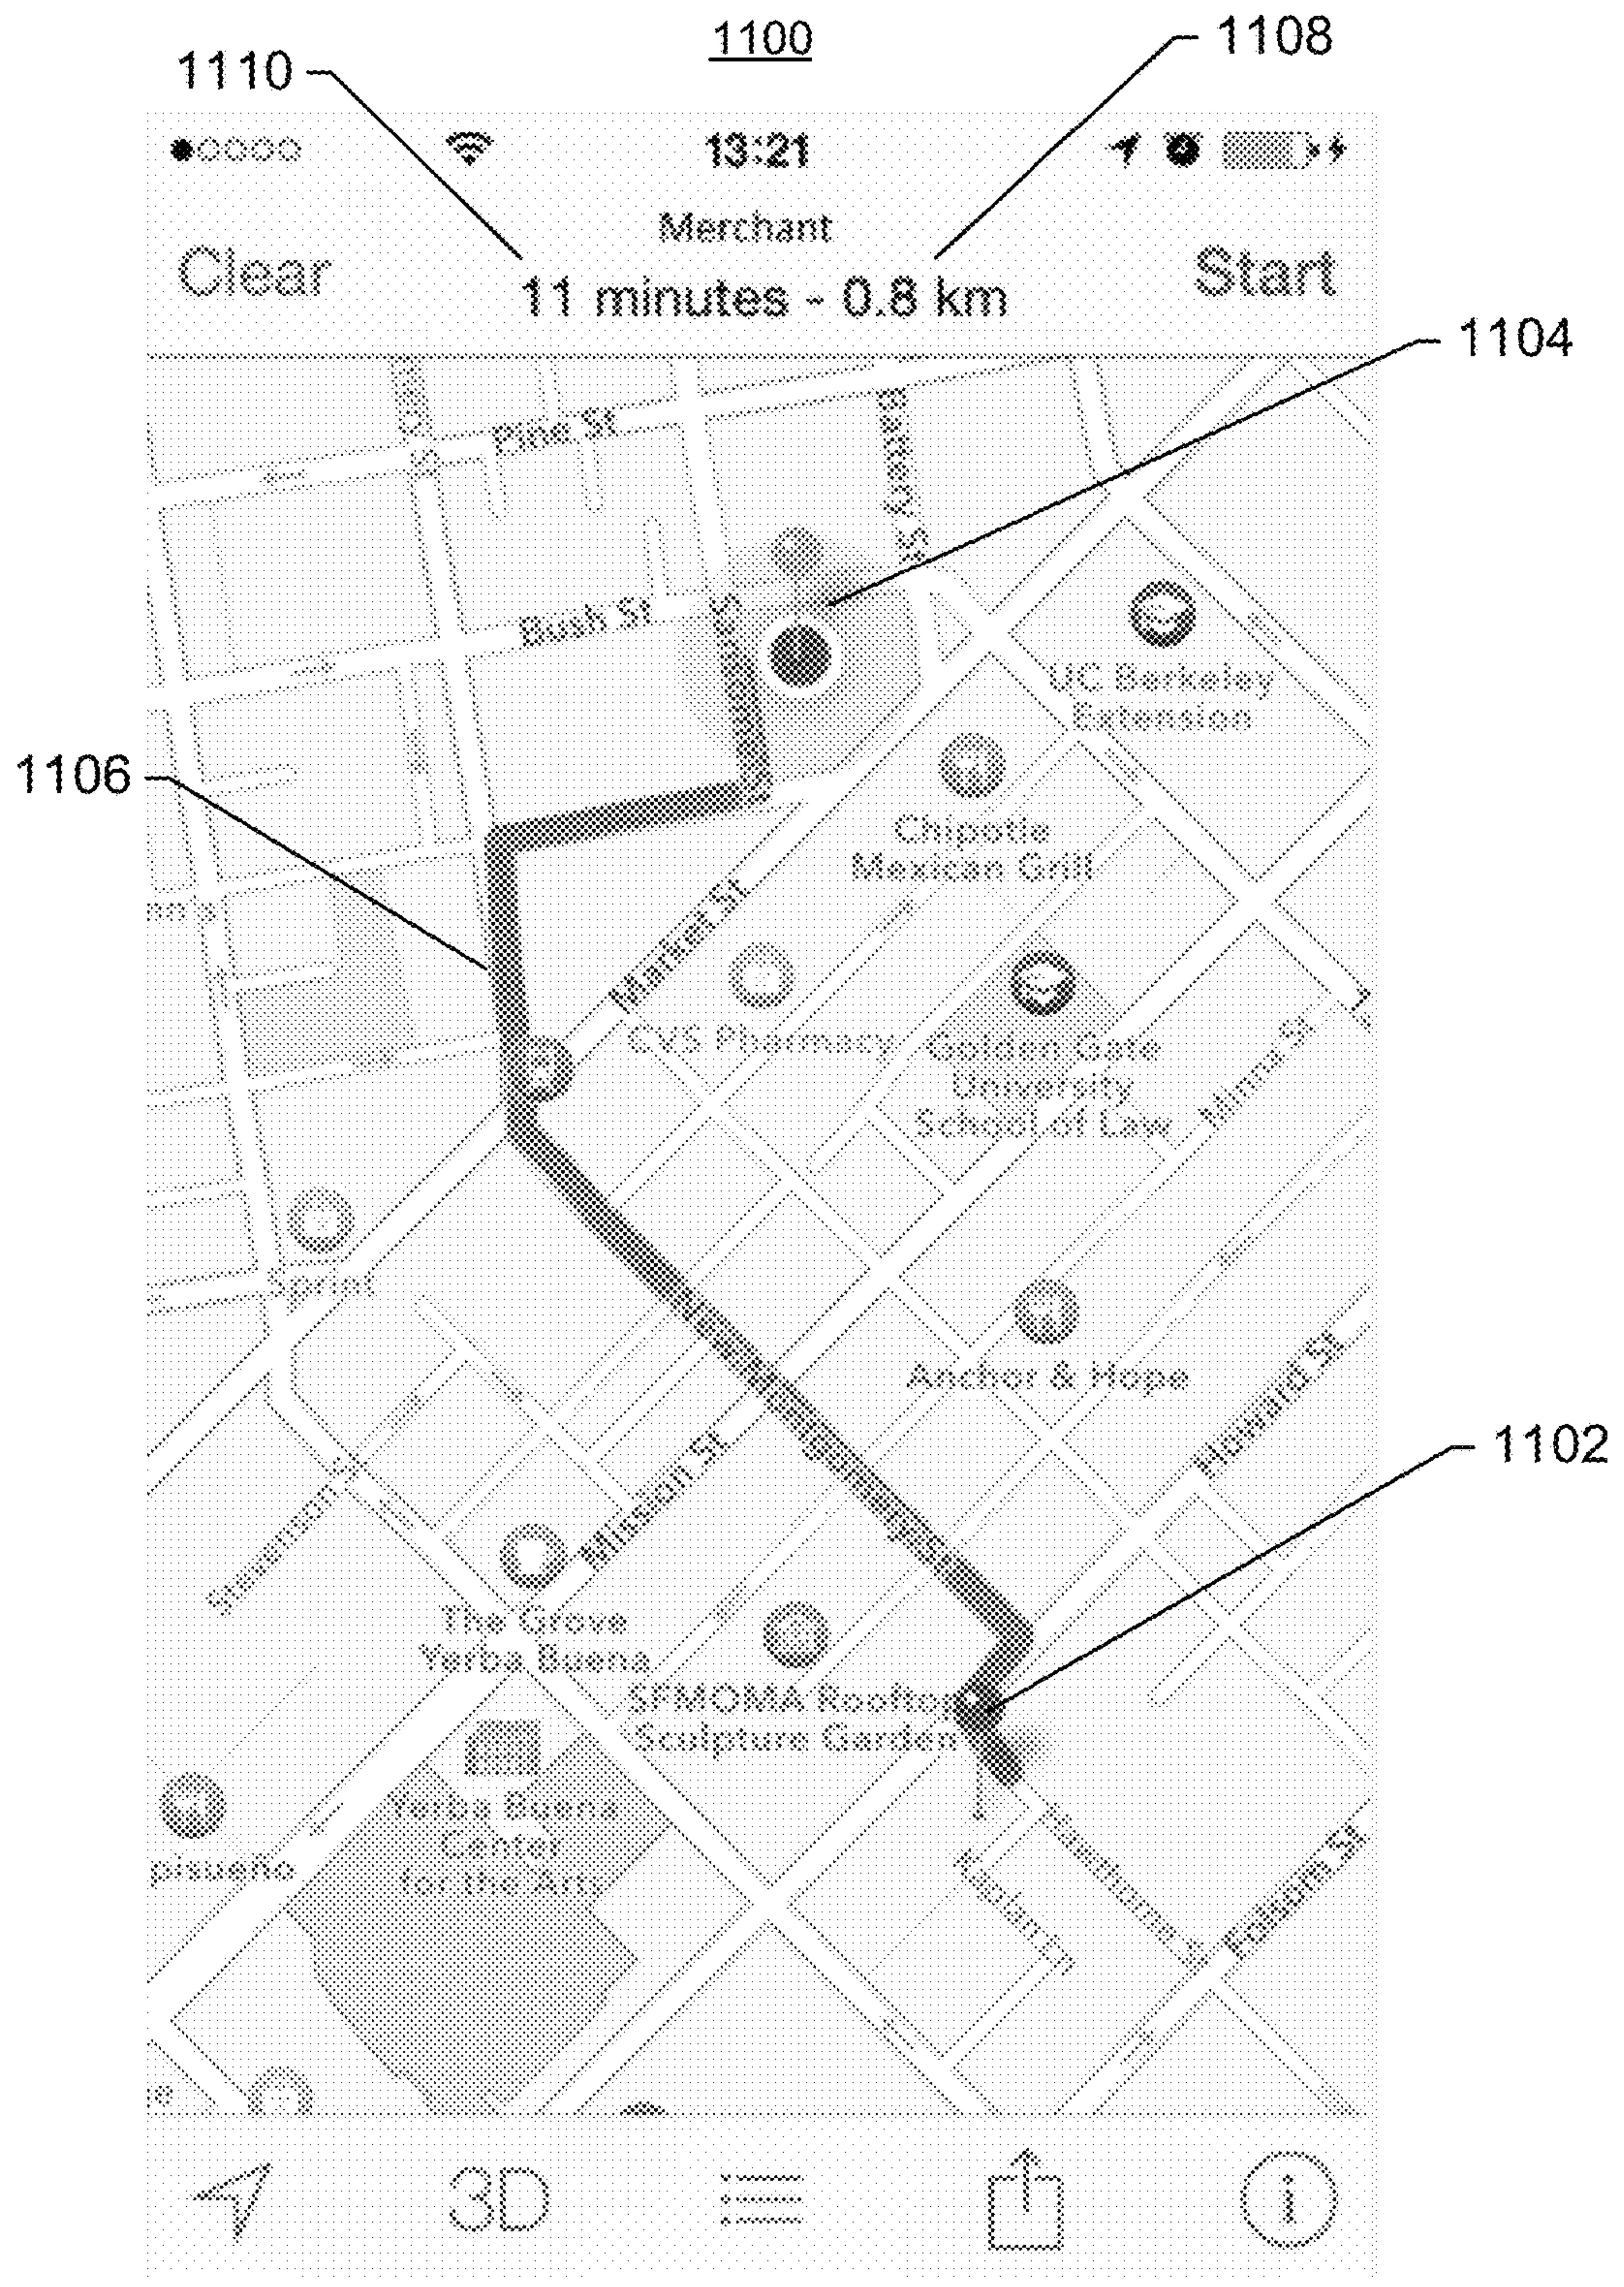 1100
1108
1110
13:21
Merchant
Clear
11 minutes - 0.8 km
Start
1104
Pine St
Bush St
UC Berkeley
Extension
1106
Chipotle
Mexican Grill
Market St
CVS Pharmacy
Golden Gate
University
School of Law
Minna St
Sprint
Anchor & Hope
Howard St
1102
Mission St
The Grove
Yerba Buena
SFMOMA Rooftop
Sculpture Garden
Yerba Buena
Center
for the Art
pisueño
Folsom St
3D
i